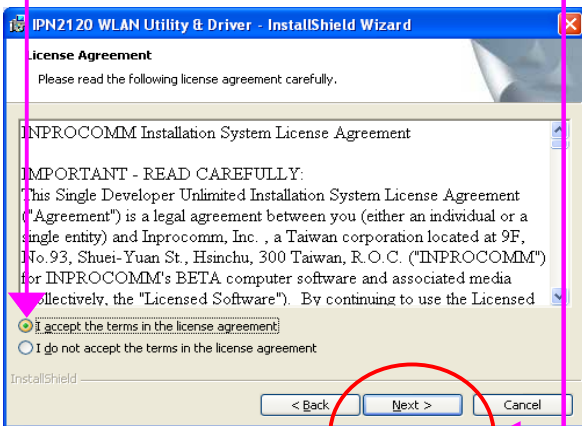 IPN2120 WLAN Utility & Driver - InstallShield Wizard
License Agreement
Please read the following license agreement carefully.
INPROCOMM Installation System License Agreement
IMPORTANT - READ CAREFULLY:
This Single Developer Unlimited Installation System License Agreement
("Agreement") is a legal agreement between you (either an individual or a
single entity) and Inprocomm, Inc. , a Taiwan corporation located at 9F,
No.93, Shuei-Yuan St., Hsinchu, 300 Taiwan, R.O.C. ("INPROCOMM")
for INPROCOMM's BETA computer software and associated media
(collectively, the "Licensed Software"). By continuing to use the Licensed
I accept the terms in the license agreement
I do not accept the terms in the license agreement
InstallShield
< Back
Next >
Cancel